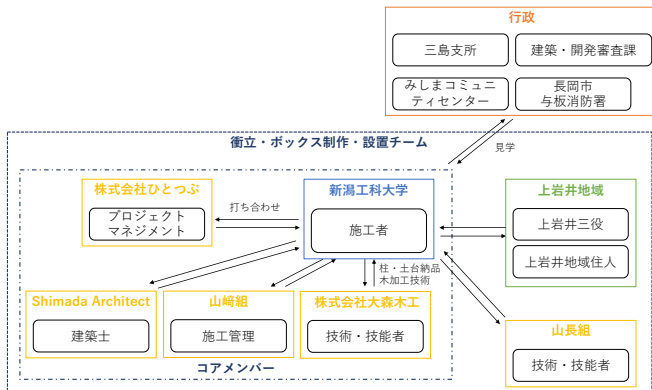 行政
三島支所
建築・開発審査課
みしまコミュニ
ティセンター
長岡市
与板消防署
衝立・ボックス制作・設置チーム
見学
株式会社ひとつぶ
プロジェクト
マネジメント
打ち合わせ
新潟工科大学
施工者
上岩井地域
上岩井三役
上岩井地域住人
柱・土台納品
木加工技術
Shimada Architect
建築士
山﨑組
施工管理
株式会社大森木工
技術・技能者
コアメンバー
山長組
技術・技能者